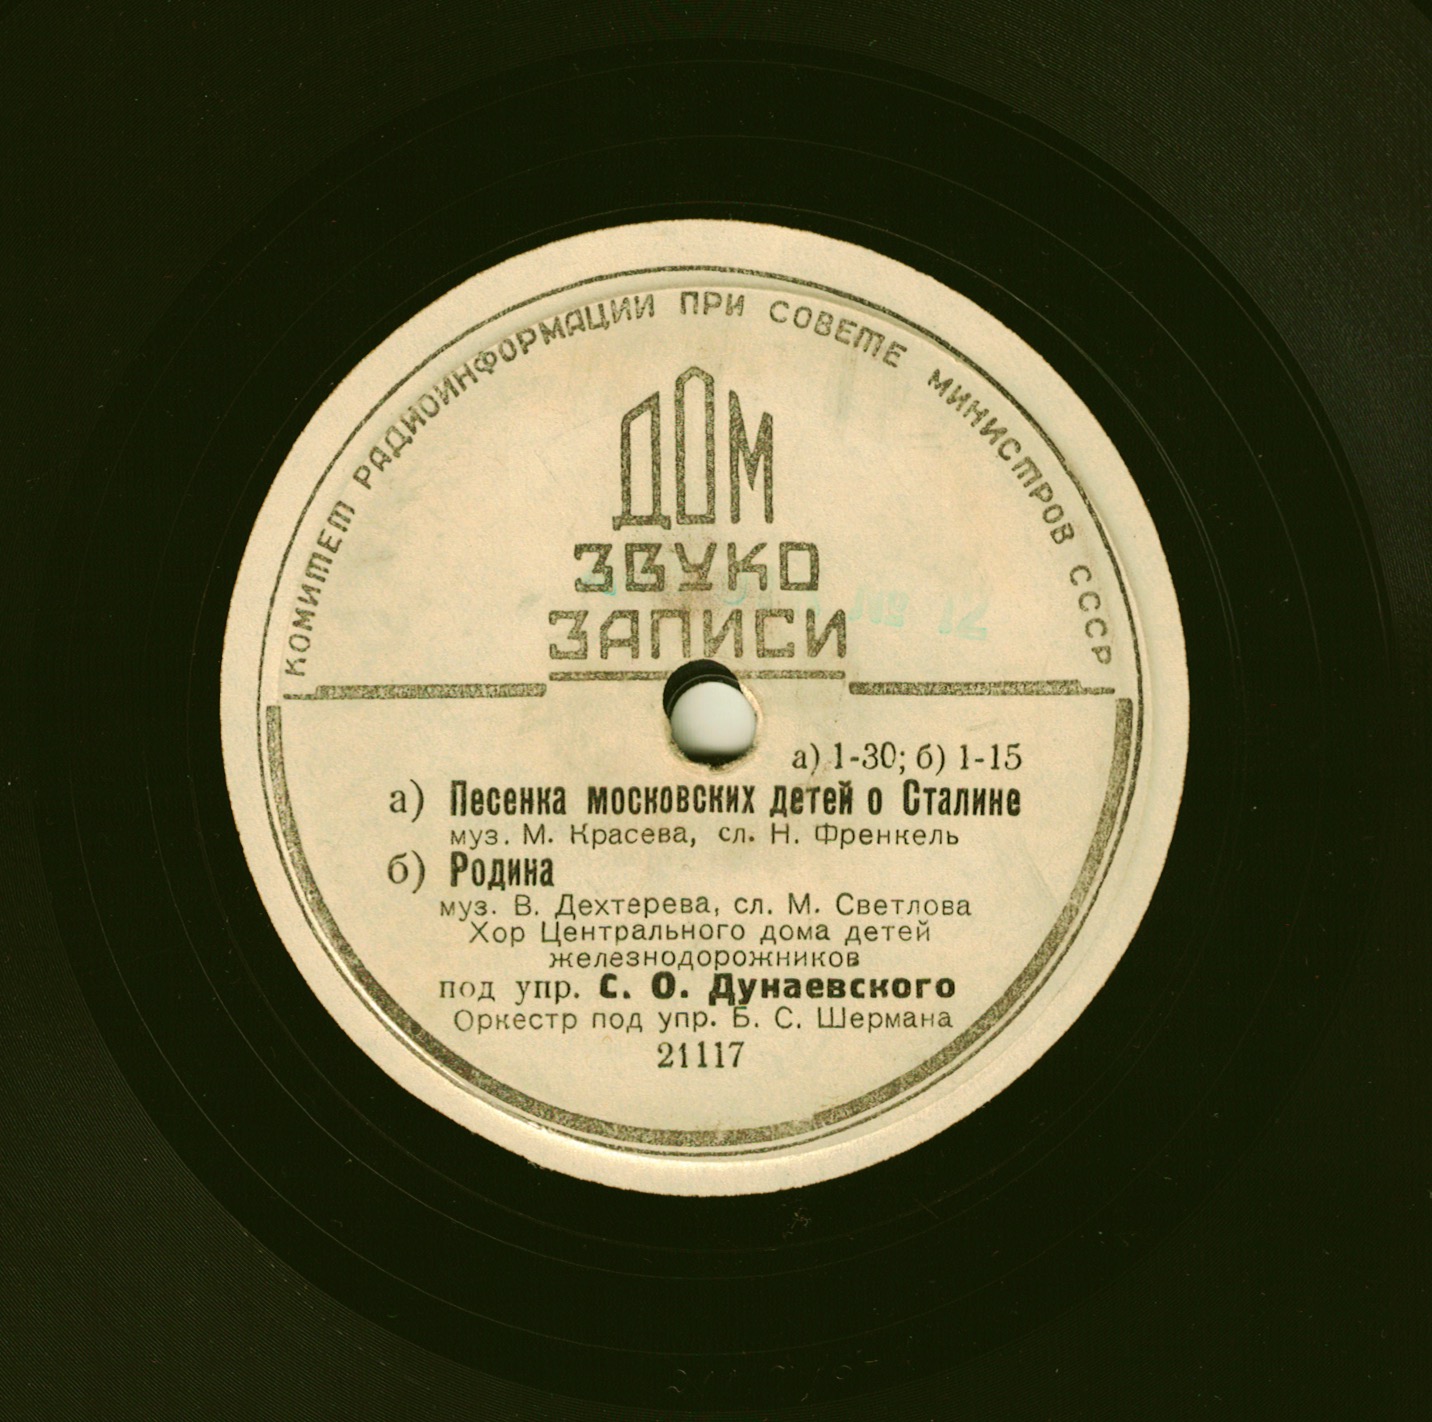 КОМИТЕТ РАДИОИНФОРМАЦИИ ПРИ СОВЕТЕ МИНИСТРОВ СССР
ДОМ
ЗВУКО
ЗАПИСИ
а) 1-30; б) 1-15
а) Песенка московских детей о Сталине
муз. М. Красева, сл. Н. Френкель
б) Родина
муз. В. Дехтерева, сл. М. Светлова
Хор Центрального дома детей
железнодорожников
под упр. С. О. Дунаевского
Оркестр под упр. Б. С. Шермана
21117